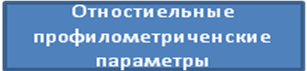 Отностиельные
профилометриченские
параметры